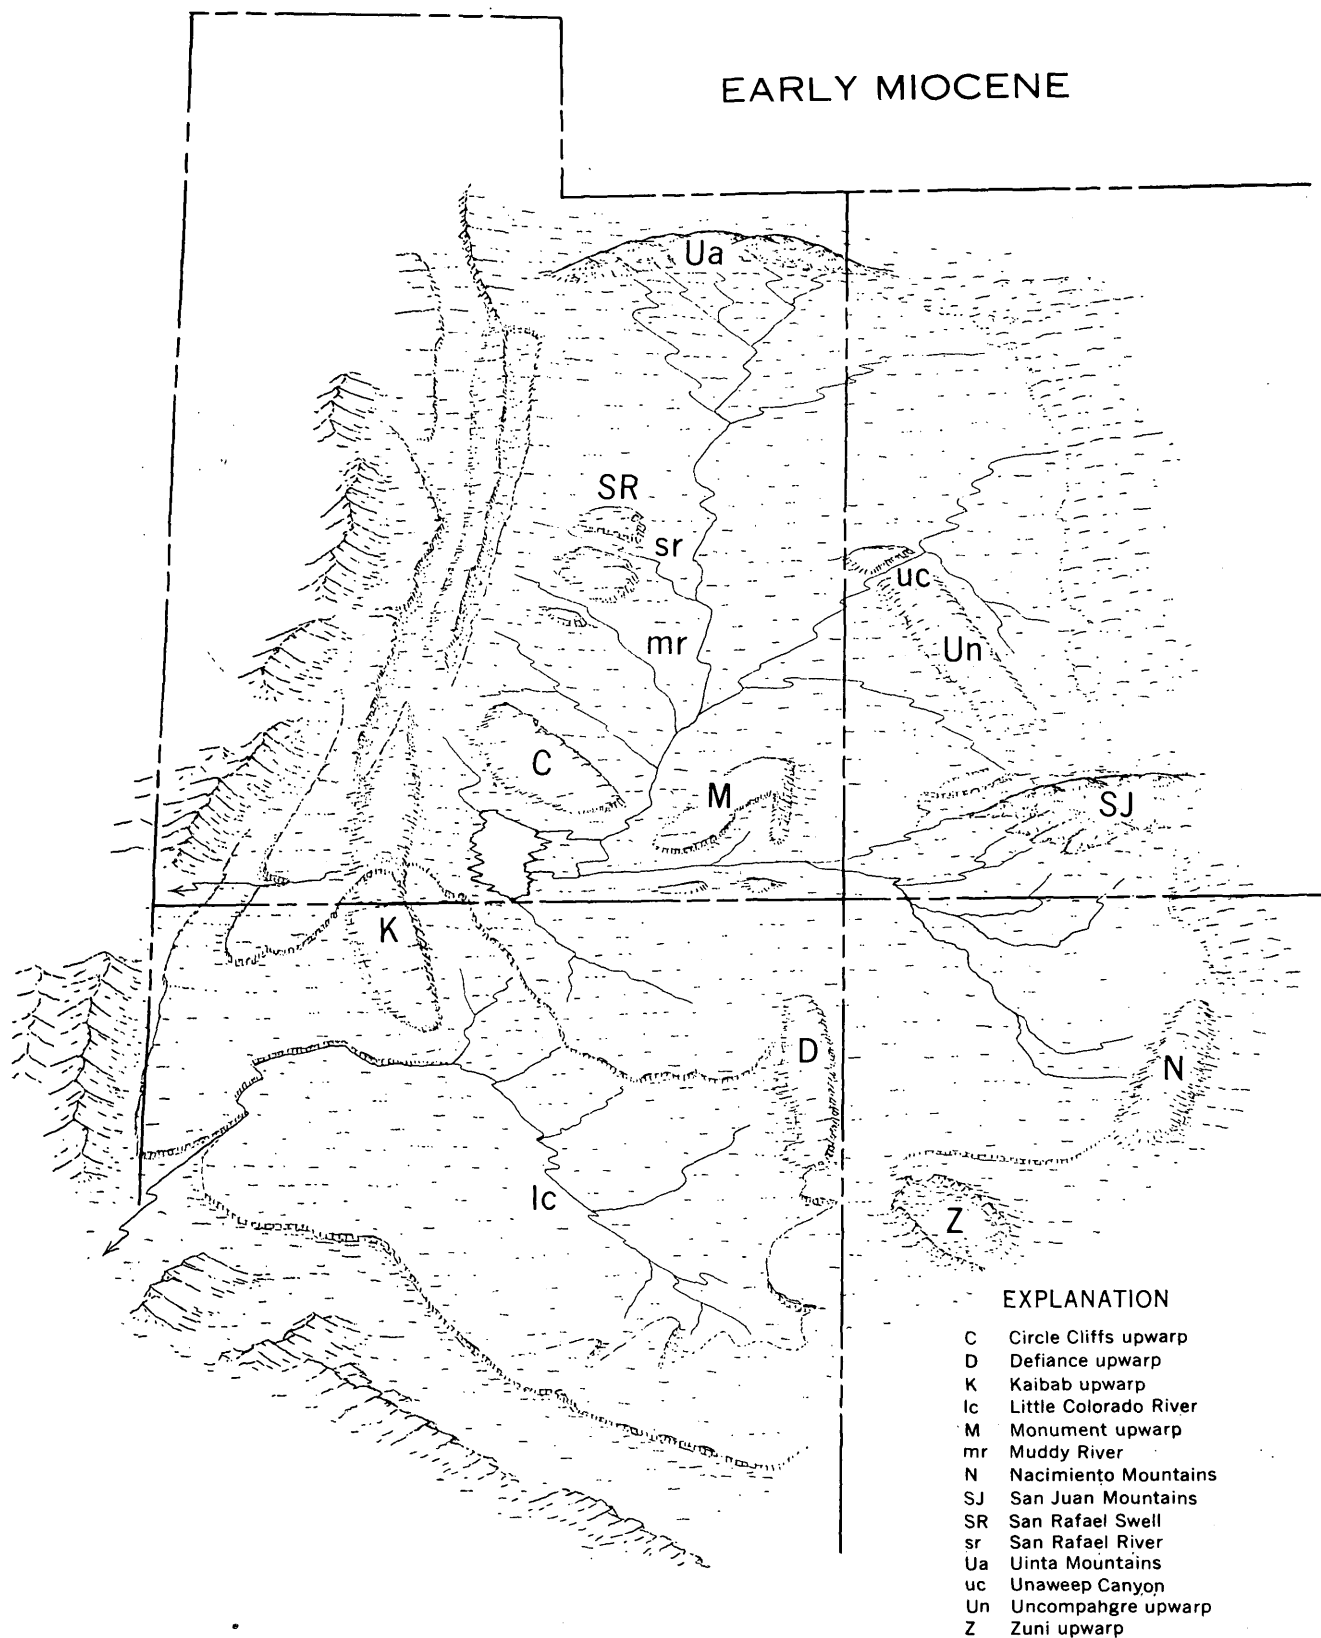 EARLY MIOCENE
Ua
SR
sr
uc
mr
Un
C
M
SJ
K
D
N
lc
Z
EXPLANATION
C Circle Cliffs upwarp
D Defiance upwarp
K Kaibab upwarp
lc Little Colorado River
M Monument upwarp
mr Muddy River
N Nacimiento Mountains
SJ San Juan Mountains
SR San Rafael Swell
sr San Rafael River
Ua Uinta Mountains
uc Unaweep Canyon
Un Uncompahgre upwarp
Z Zuni upwarp